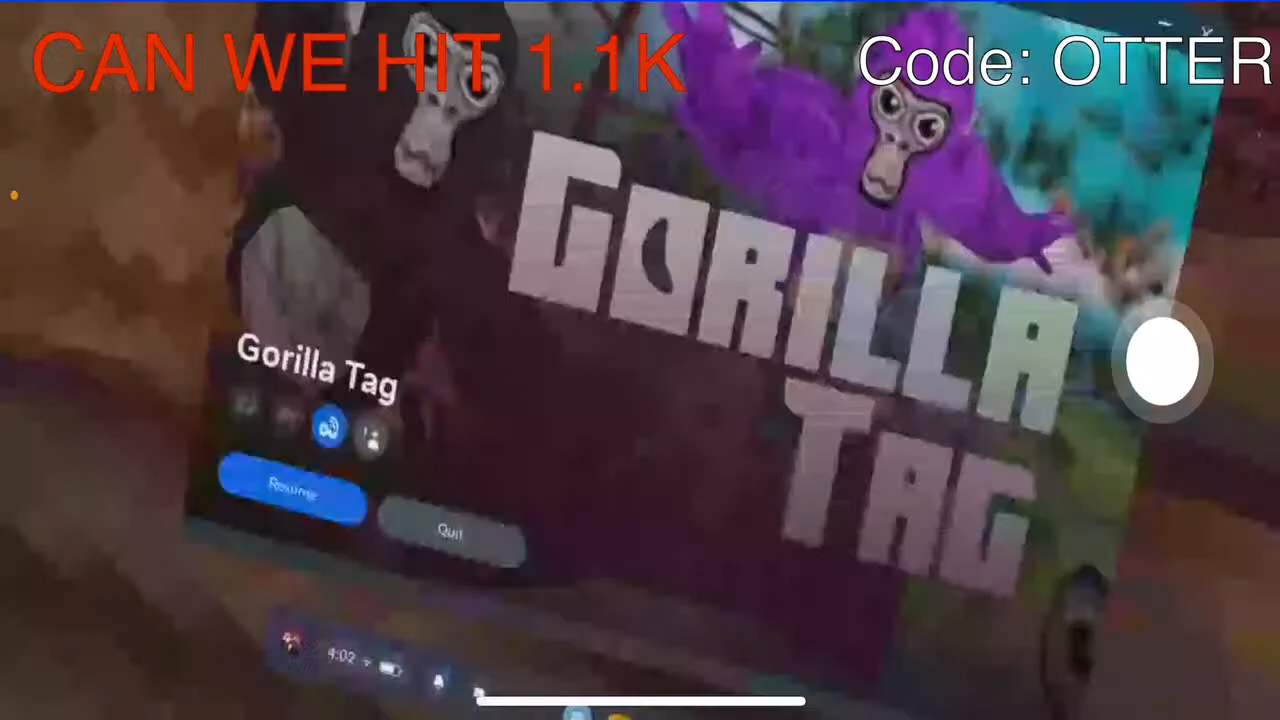 CAN WE HIT 1.1K
Code: OTTER
GORILLA
TAG
Gorilla Tag
Resume
Quit
4:02